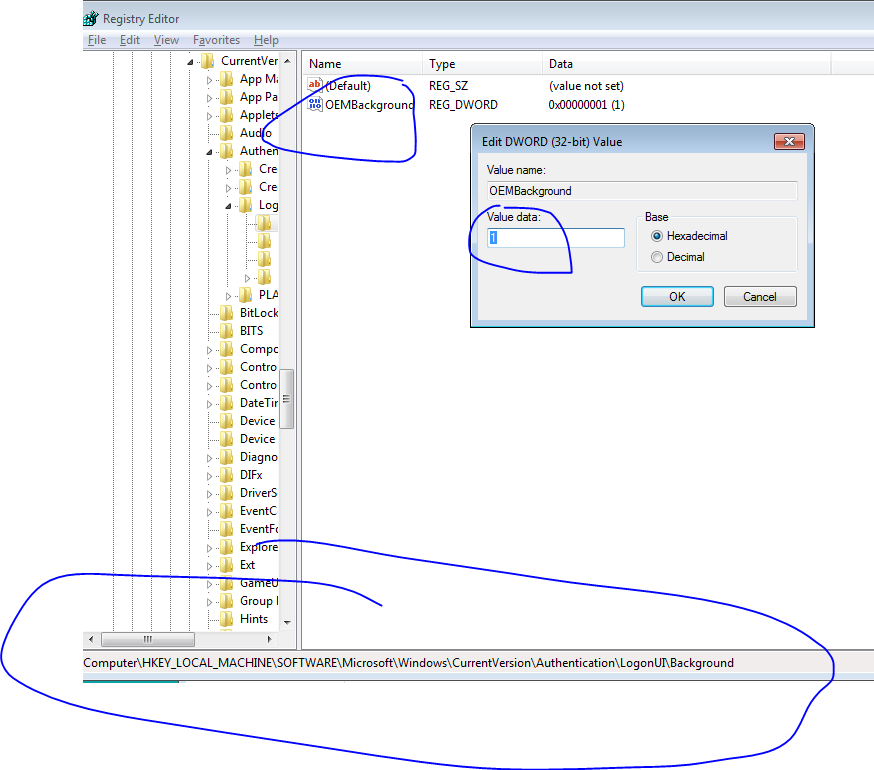 Registry Editor
File Edit View Favorites Help
Name Type Data
(Default) REG_SZ (value not set)
OEMBackground REG_DWORD 0x00000001 (1)
CurrentVer
App Ma
App Pa
Applets
Audio
Authen
Cre
Cre
Log
PLA
BitLock
BITS
Compo
Contro
Contro
DateTin
Device
Device
Diagno
DIFx
DriverS
EventC
EventFo
Explore
Ext
GameU
Group I
Hints
Edit DWORD (32-bit) Value
Value name:
OEMBackground
Value data:
1
Base
Hexadecimal
Decimal
OK Cancel
Computer\HKEY_LOCAL_MACHINE\SOFTWARE\Microsoft\Windows\CurrentVersion\Authentication\LogonUI\Background